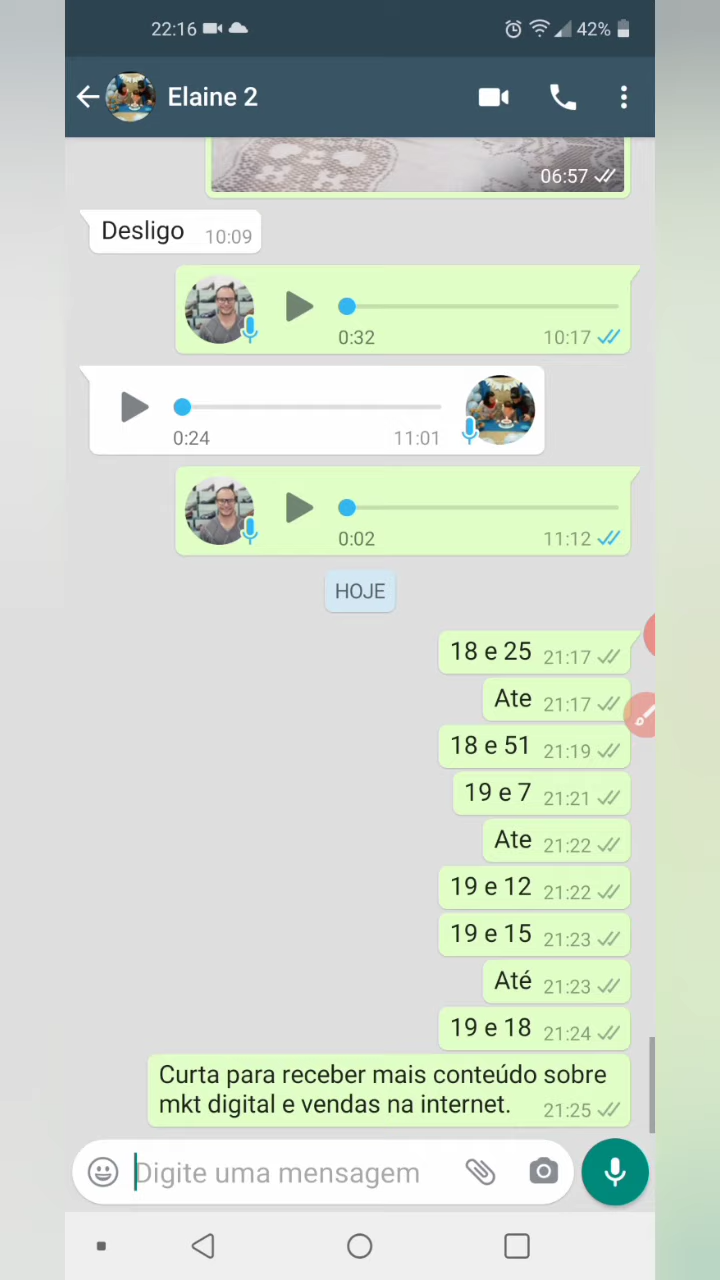 22:16 42%
Elaine 2
06:57
Desligo 10:09
0:32 10:17
0:24 11:01
0:02 11:12
HOJE
18 e 25 21:17
Ate 21:17
18 e 51 21:19
19 e 7 21:21
Ate 21:22
19 e 12 21:22
19 e 15 21:23
Até 21:23
19 e 18 21:24
Curta para receber mais conteúdo sobre
mkt digital e vendas na internet. 21:25
Digite uma mensagem